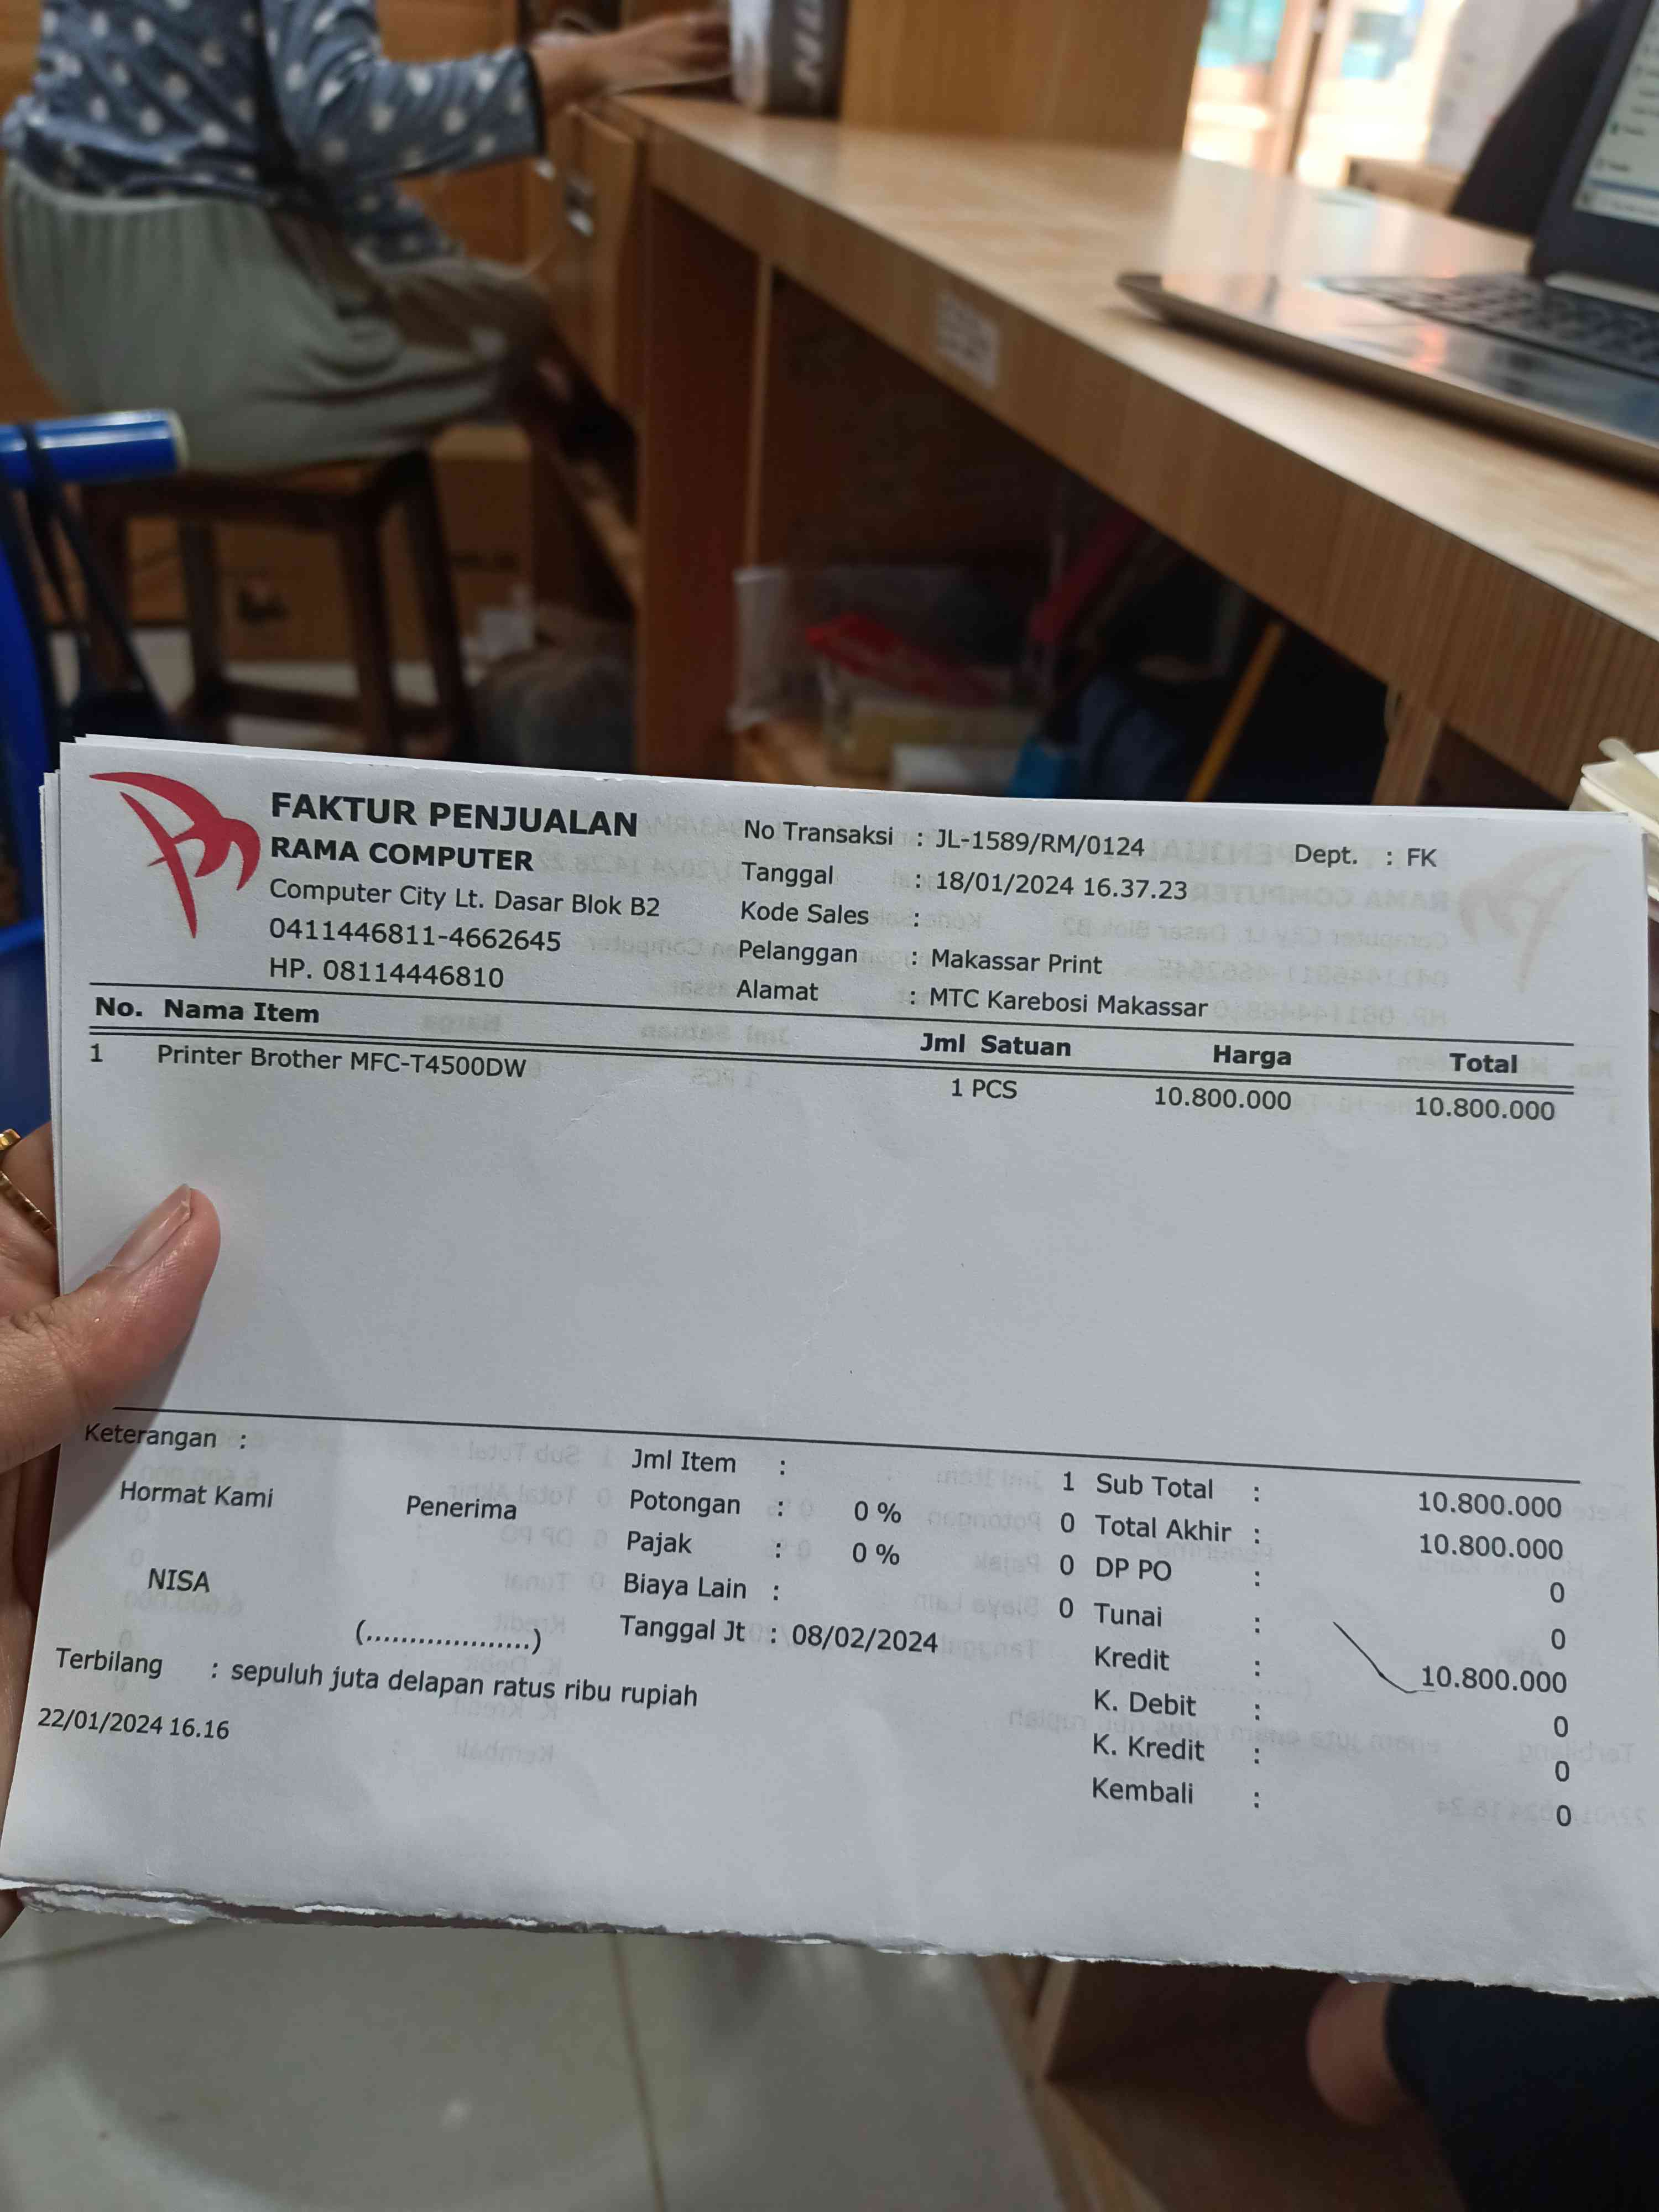 FAKTUR PENJUALAN
RAMA COMPUTER
Computer City Lt. Dasar Blok B2
0411446811-4662645
HP. 08114446810
No Transaksi : JL-1589/RM/0124
Dept. : FK
Tanggal : 18/01/2024 16.37.23
Kode Sales :
Pelanggan : Makassar Print
Alamat : MTC Karebosi Makassar
No. Nama Item Jml Satuan Harga Total
1 Printer Brother MFC-T4500DW 1 PCS 10.800.000 10.800.000
Keterangan :
Hormat Kami
Penerima
NISA
(...................)
Jml Item : 1
Potongan : 0 % 0
Pajak : 0 % 0
Biaya Lain : 0
Tanggal Jt : 08/02/2024
Sub Total : 10.800.000
Total Akhir : 10.800.000
DP PO : 0
Tunai : 0
Kredit : 10.800.000
K. Debit : 0
K. Kredit : 0
Kembali : 0
Terbilang : sepuluh juta delapan ratus ribu rupiah
22/01/2024 16.16